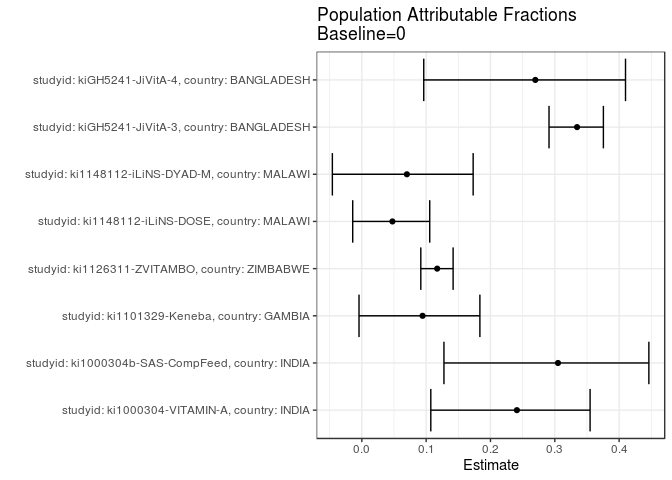 Population Attributable Fractions
Baseline=0
studyid: kiGH5241-JiVitA-4, country: BANGLADESH
studyid: kiGH5241-JiVitA-3, country: BANGLADESH
studyid: ki1148112-iLiNS-DYAD-M, country: MALAWI
studyid: ki1148112-iLiNS-DOSE, country: MALAWI
studyid: ki1126311-ZVITAMBO, country: ZIMBABWE
studyid: ki1101329-Keneba, country: GAMBIA
studyid: ki1000304b-SAS-CompFeed, country: INDIA
studyid: ki1000304-VITAMIN-A, country: INDIA
0.0 0.1 0.2 0.3 0.4
Estimate